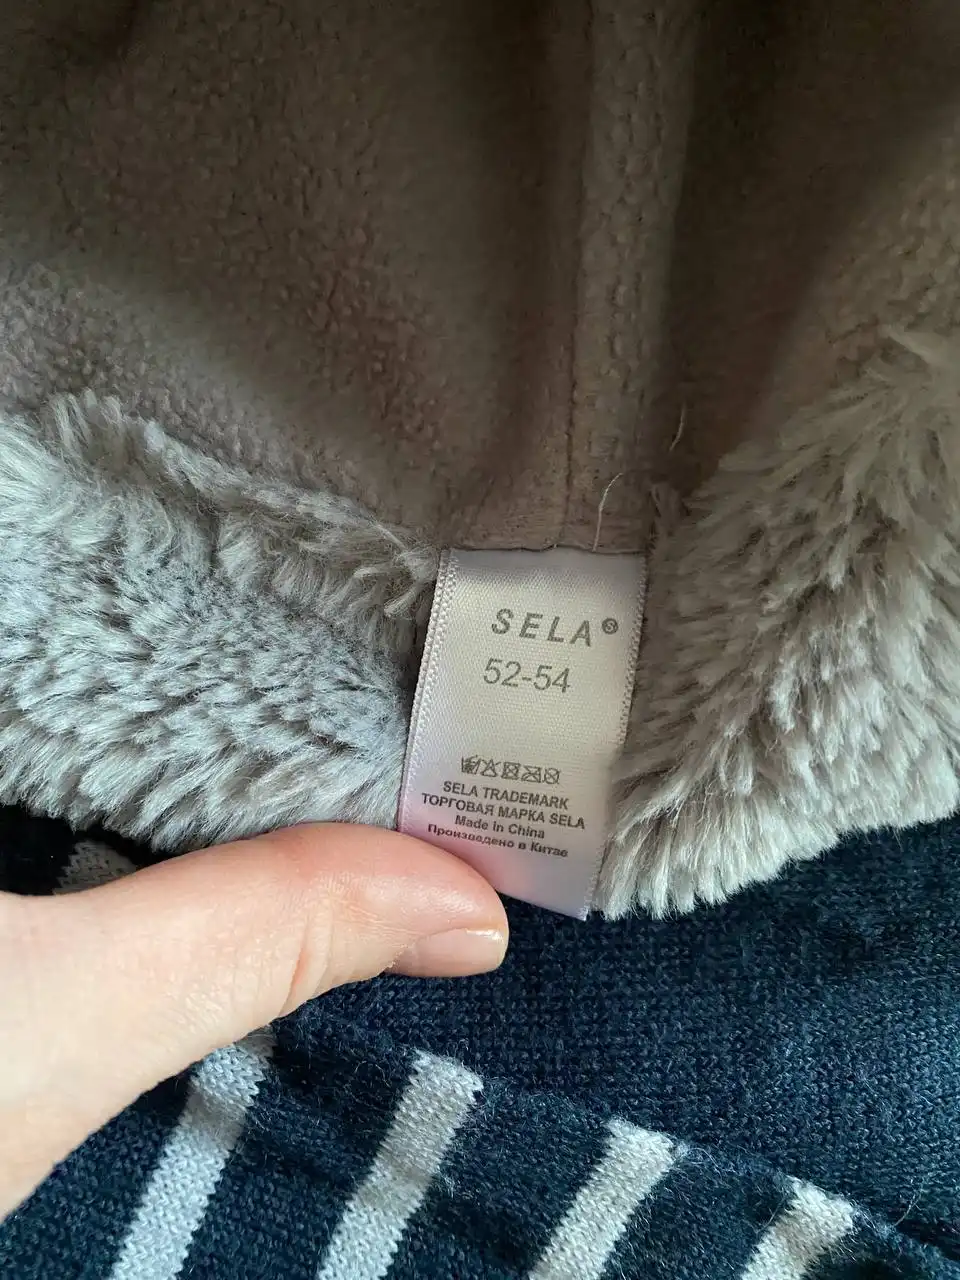 SELA
52-54
SELA TRADEMARK
ТОРГОВАЯ МАРКА SELA
Made in China
Произведено в Китае